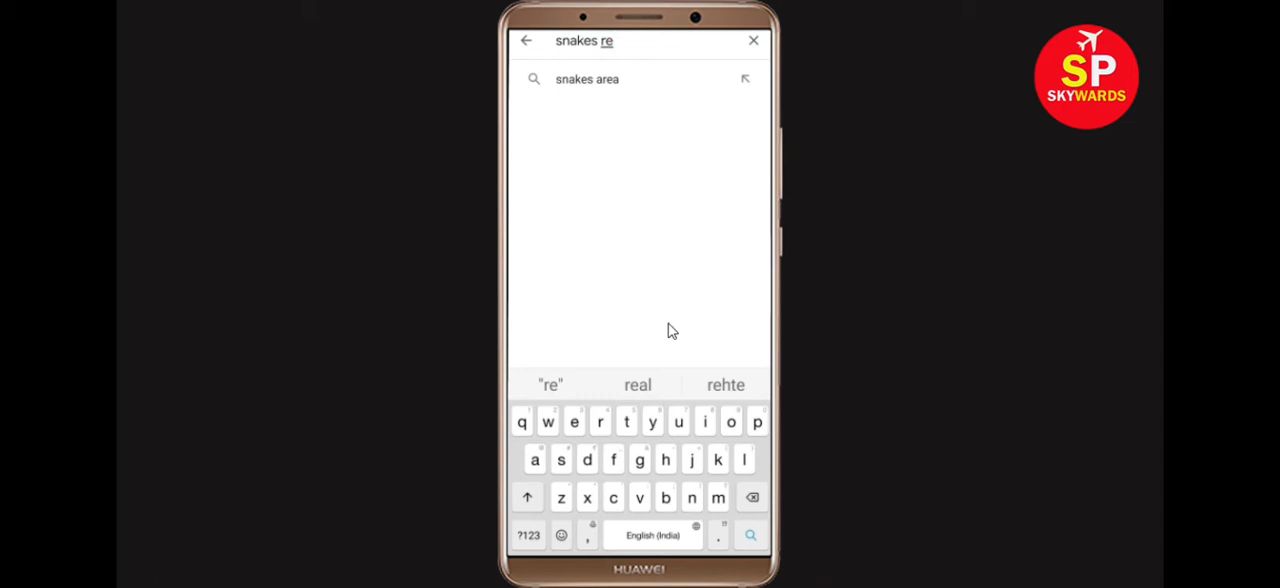 snakes re
SP
SKYWARDS
snakes area
"re" real rehte
q w e r t y u i o p
a s d f g h j k l
z x c v b n m
?123 , English (India) .
HUAWEI